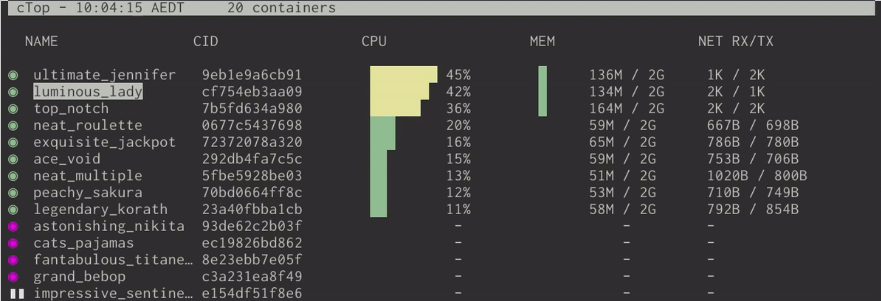 cTop - 10:04:15 AEDT 20 containers
NAME CID CPU MEM NET RX/TX
ultimate_jennifer 9eb1e9a6cb91 45% 136M / 2G 1K / 2K
luminous_lady cf754eb3aa09 42% 134M / 2G 2K / 1K
top_notch 7b5fd634a980 36% 164M / 2G 2K / 2K
neat_roulette 0677c5437698 20% 59M / 2G 667B / 698B
exquisite_jackpot 72372078a320 16% 65M / 2G 786B / 780B
ace_void 292db4fa7c5c 15% 59M / 2G 753B / 706B
neat_multiple 5fbe5928be03 13% 51M / 2G 1020B / 800B
peachy_sakura 70bd0664ff8c 12% 53M / 2G 710B / 749B
legendary_korath 23a40fbba1cb 11% 58M / 2G 792B / 854B
astonishing_nikita 93de62c2b03f - - -
cats_pajamas ec19826bd862 - - -
fantabulous_titane… 8e23ebb7e05f - - -
grand_bebop c3a231ea8f49 - - -
impressive_sentine… e154df51f8e6 - - -